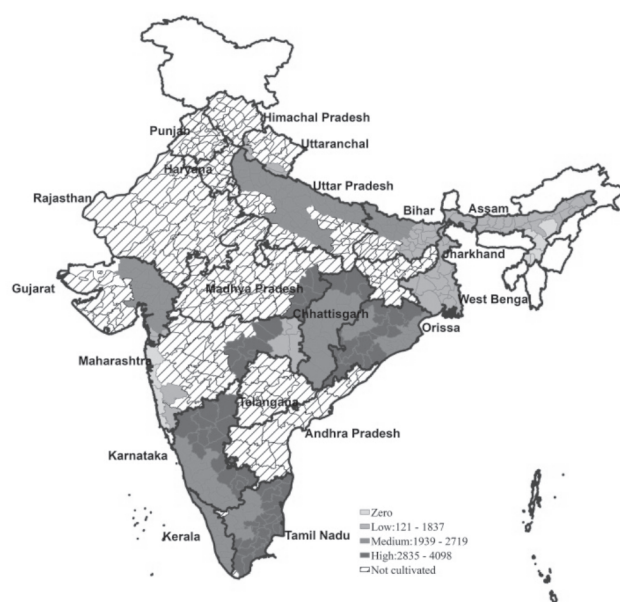 Himachal Pradesh
Punjab
Uttaranchal
Haryana
Uttar Pradesh
Rajasthan
Bihar
Assam
Jharkhand
Gujarat
Madhya Pradesh
West Bengal
Chhattisgarh
Orissa
Maharashtra
Telangana
Andhra Pradesh
Karnataka
Kerala
Tamil Nadu
Zero
Low:121 - 1837
Medium:1939 - 2719
High:2835 - 4098
Not cultivated